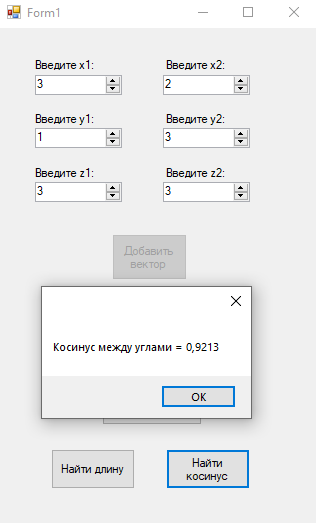 Form1
Введите x1:
Введите x2:
3
2
Введите y1:
Введите y2:
1
3
Введите z1:
Введите z2:
3
3
Добавить
вектор
Косинус между углами = 0,9213
OK
Найти длину
Найти
косинус